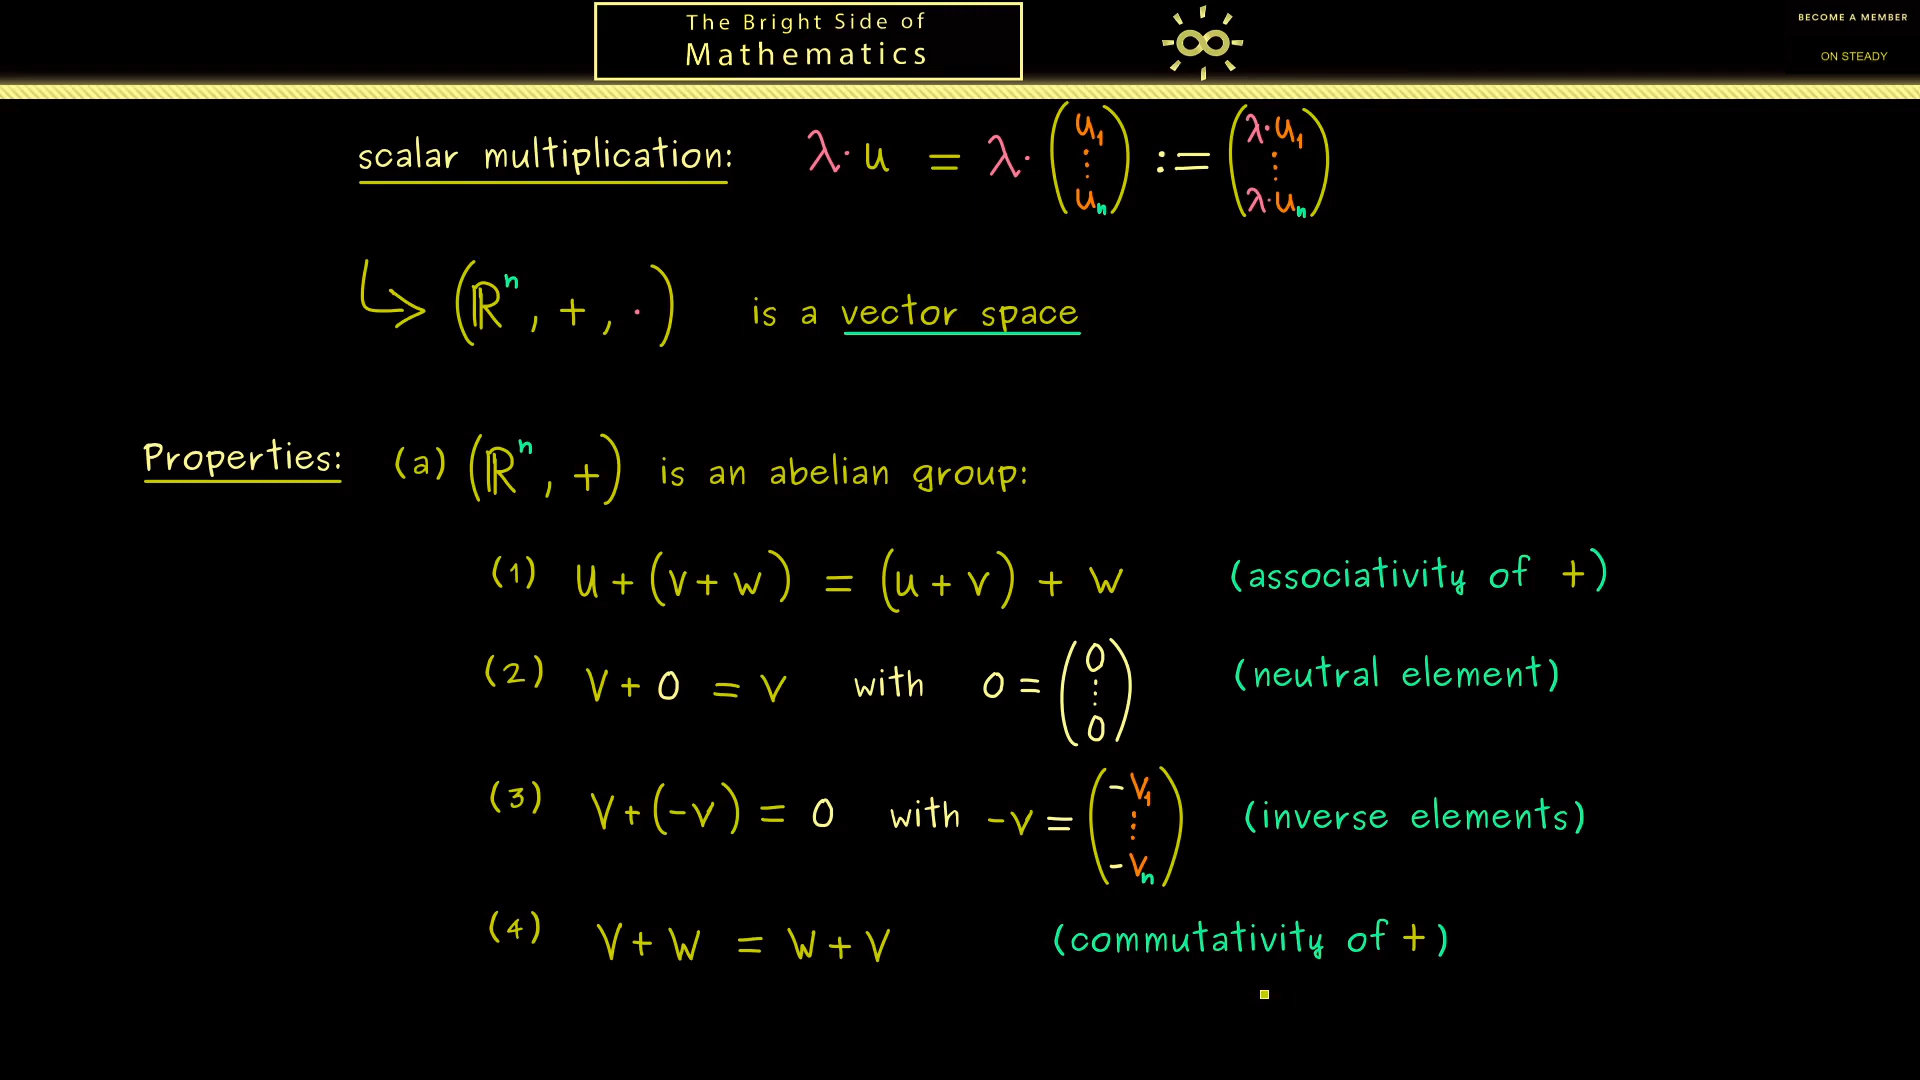 The Bright Side of
Mathematics
BECOME A MEMBER
ON STEADY
scalar multiplication: λ· u = λ· (u₁ ⋮ uₙ) := (λ·u₁ ⋮ λ·uₙ)
↳ (ℝⁿ, +, ·) is a vector space
Properties: (a) (ℝⁿ, +) is an abelian group:
(1) u + (v + w) = (u + v) + w (associativity of +)
(2) v + 0 = v with 0 = (0 ⋮ 0) (neutral element)
(3) v + (-v) = 0 with -v = (-v₁ ⋮ -vₙ) (inverse elements)
(4) v + w = w + v (commutativity of +)